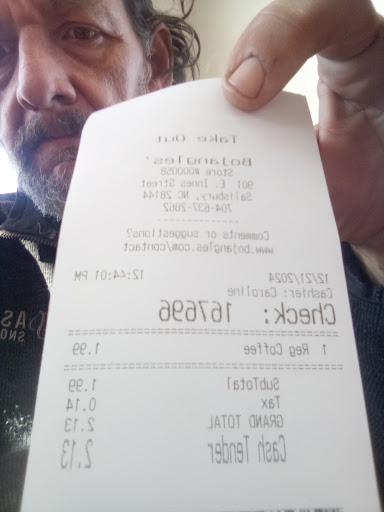 Take Out
Bojangles'
Store #000058
901 E. Innes Street
Salisbury, NC 28144
704-637-2862
Comments or suggestions?
www.bojangles.com/contact
12/21/2024 12:44:01 PM
Cashier: Caroline
Check: 167696
1 Reg Coffee 1.99
SubTotal 1.99
Tax 0.14
GRAND TOTAL 2.13
Cash Tender 2.13